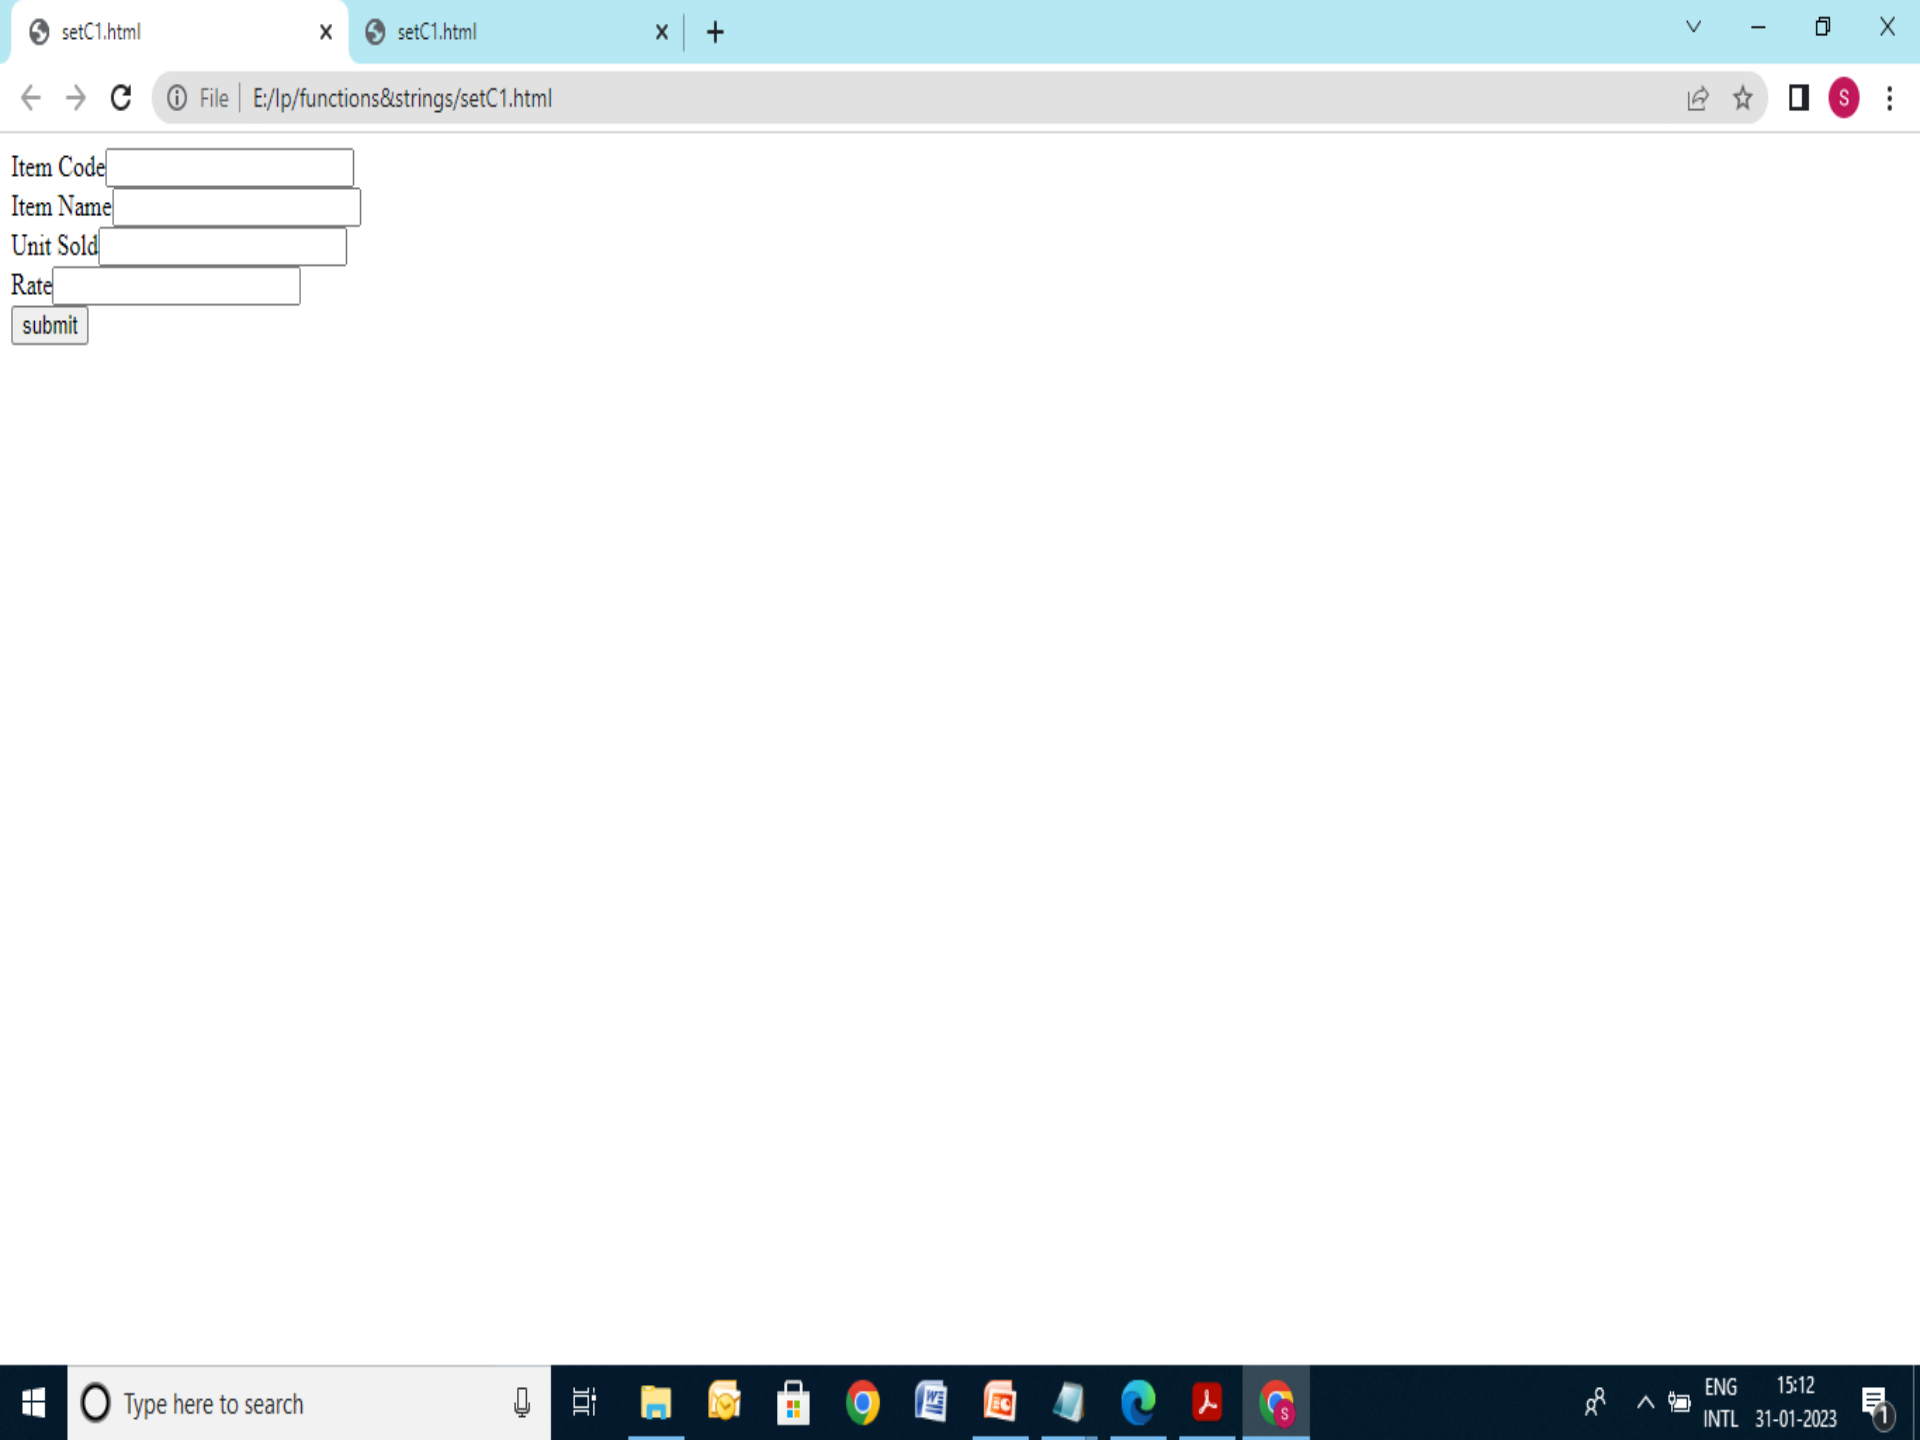 setC1.html
setC1.html
File
E:/lp/functions&strings/setC1.html
S
Item Code
Item Name
Unit Sold
Rate
submit
Type here to search
S
ENG
INTL
15:12
31-01-2023
1